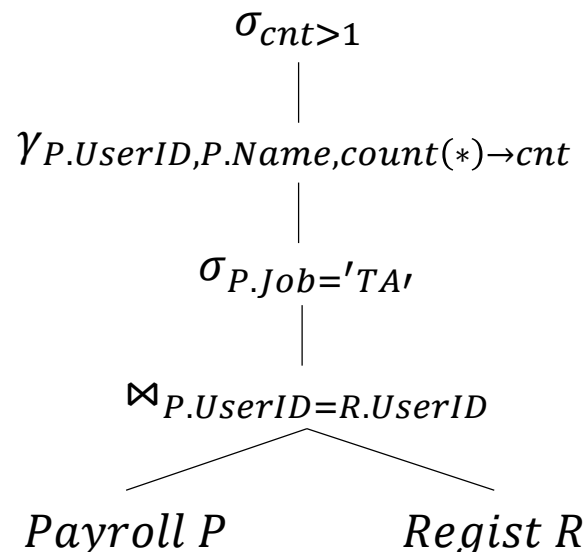 σcnt>1
γP.UserID,P.Name,count(*)→cnt
σP.Job='TA'
⋈P.UserID=R.UserID
Payroll P Regist R